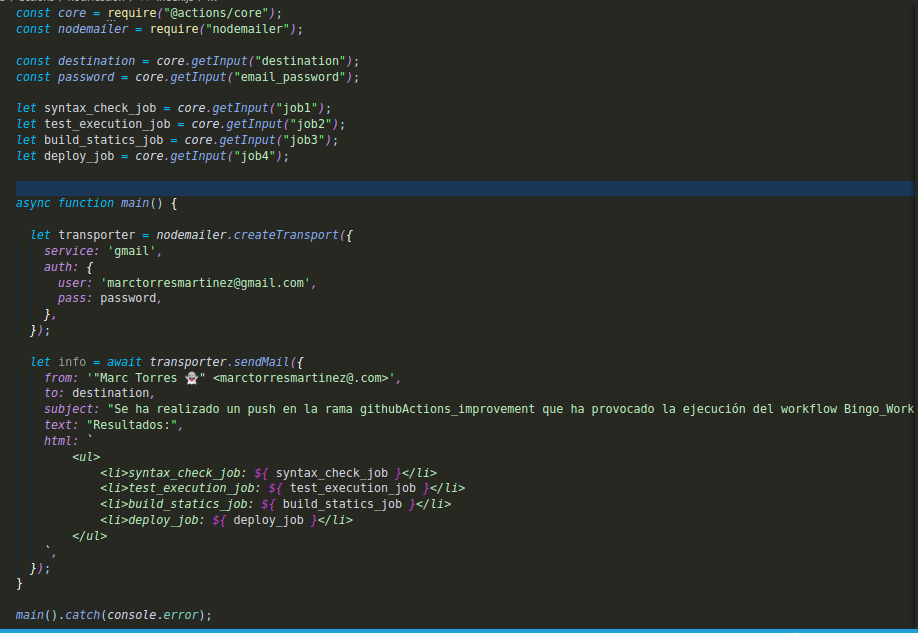 const core = require("@actions/core");
const nodemailer = require("nodemailer");
const destination = core.getInput("destination");
const password = core.getInput("email_password");
let syntax_check_job = core.getInput("job1");
let test_execution_job = core.getInput("job2");
let build_statics_job = core.getInput("job3");
let deploy_job = core.getInput("job4");
async function main() {
let transporter = nodemailer.createTransport({
service: 'gmail',
auth: {
user: 'marctorresmartinez@gmail.com',
pass: password,
},
});
let info = await transporter.sendMail({
from: '"Marc Torres 👻" <marctorresmartinez@.com>',
to: destination,
subject: "Se ha realizado un push en la rama githubActions_improvement que ha provocado la ejecución del workflow Bingo_Work
text: "Resultados:",
html: `
<ul>
<li>syntax_check_job: ${ syntax_check_job }</li>
<li>test_execution_job: ${ test_execution_job }</li>
<li>build_statics_job: ${ build_statics_job }</li>
<li>deploy_job: ${ deploy_job }</li>
</ul>
`,
});
}
main().catch(console.error);